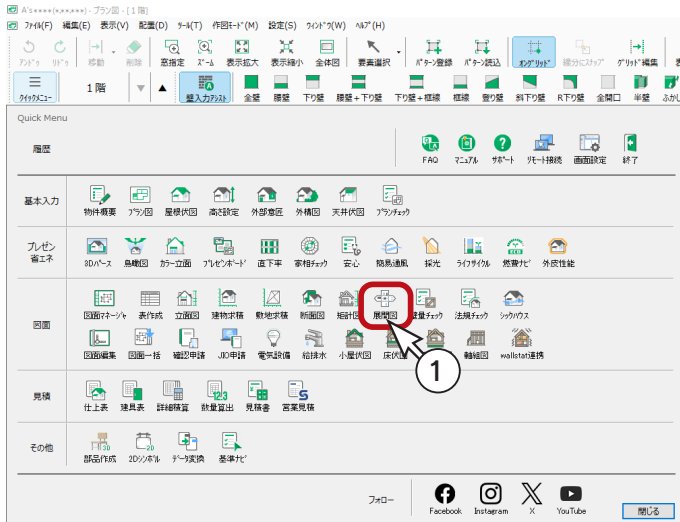 A's****(*,**,***) - プラン図 - [1 階]
ファイル(F) 編集(E) 表示(V) 配置(D) ツール(T) 作図モード(M) 設定(S) ウィンドウ(W) ヘルプ(H)
アンドゥ リドゥ 移動 削除 窓指定 ズーム 表示拡大 表示縮小 全体図 要素選択 パターン登録 パターン読込 オングリッド 線分にスナップ グリッド編集
クイックメニュー 1階 ▼ ▲ 壁入力アシスト 全壁 腰壁 下り壁 腰壁+下り壁 下り壁+框線 框線 登り壁 斜下り壁 R下り壁 全開口 半壁 ふかし
Quick Menu
履歴
FAQ マニュアル サポート リモート接続 画面設定 終了
基本入力
物件概要 プラン図 屋根伏図 高さ設定 外部意匠 外構図 天井伏図 プランチェック
プレゼン
省エネ
3Dパース 鳥瞰図 カラー立面 プレゼンボード 直下率 家相チェック 安心 簡易通風 採光 ライフサイクル 燃費ナビ 外皮性能
図面
図面マネージャ 表作成 立面図 建物求積 敷地求積 断面図 矩計図 展開図 壁量チェック 法規チェック シックハウス
図面編集 図面一括 確認申請 JIO申請 電気設備 給排水 小屋伏図 床伏図 軸組図 wallstat連携
1
見積
仕上表 建具表 詳細積算 数量算出 見積書 営業見積
その他
部品作成 2Dシンボル データ変換 基準ナビ
フォロー
Facebook Instagram X YouTube
閉じる